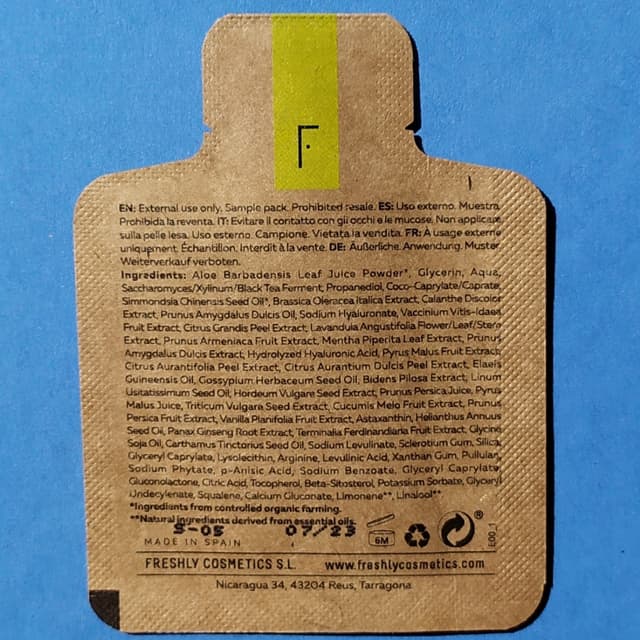 F
EN: External use only. Sample pack. Prohibited resale. ES: Uso externo. Muestra.
Prohibida la reventa. IT: Evitare il contatto con gli occhi e le mucose. Non applicare
sulla pelle lesa. Uso esterno. Campione. Vietata la vendita. FR: À usage externe
uniquement. Échantillon. Interdit à la vente. DE: Äußerliche. Anwendung. Muster.
Weiterverkauf verboten.
Ingredients: Aloe Barbadensis Leaf Juice Powder*, Glycerin, Aqua,
Saccharomyces/Xylinum/Black Tea Ferment, Propanediol, Coco-Caprylate/Caprate,
Simmondsia Chinensis Seed Oil*, Brassica Oleracea Italica Extract, Calanthe Discolor
Extract, Prunus Amygdalus Dulcis Oil, Sodium Hyaluronate, Vaccinium Vitis-Idaea
Fruit Extract, Citrus Grandis Peel Extract, Lavandula Angustifolia Flower/Leaf/Stem
Extract, Prunus Armeniaca Fruit Extract, Mentha Piperita Leaf Extract, Prunus
Amygdalus Dulcis Extract, Hydrolyzed Hyaluronic Acid, Pyrus Malus Fruit Extract,
Citrus Aurantifolia Peel Extract, Citrus Aurantium Dulcis Peel Extract, Elaeis
Guineensis Oil, Gossypium Herbaceum Seed Oil, Bidens Pilosa Extract, Linum
Usitatissimum Seed Oil, Hordeum Vulgare Seed Extract, Prunus Persica Juice, Pyrus
Malus Juice, Triticum Vulgare Seed Extract, Cucumis Melo Fruit Extract, Prunus
Persica Fruit Extract, Vanilla Planifolia Fruit Extract, Astaxanthin, Helianthus Annuus
Seed Oil, Panax Ginseng Root Extract, Terminalia Ferdinandiana Fruit Extract, Glycine
Soja Oil, Carthamus Tinctorius Seed Oil, Sodium Levulinate, Sclerotium Gum, Silica,
Glyceryl Caprylate, Lysolecithin, Arginine, Levulinic Acid, Xanthan Gum, Pullulan,
Sodium Phytate, p-Anisic Acid, Sodium Benzoate, Glyceryl Caprylate,
Gluconolactone, Citric Acid, Tocopherol, Beta-Sitosterol, Potassium Sorbate, Glyceryl
Undecylenate, Squalene, Calcium Gluconate, Limonene**, Linalool**
*Ingredients from controlled organic farming.
**Natural ingredients derived from essential oils.
S-05 07/23
MADE IN SPAIN
6M
®
E00_1
FRESHLY COSMETICS S.L. www.freshlycosmetics.com
Nicaragua 34, 43204 Reus, Tarragona